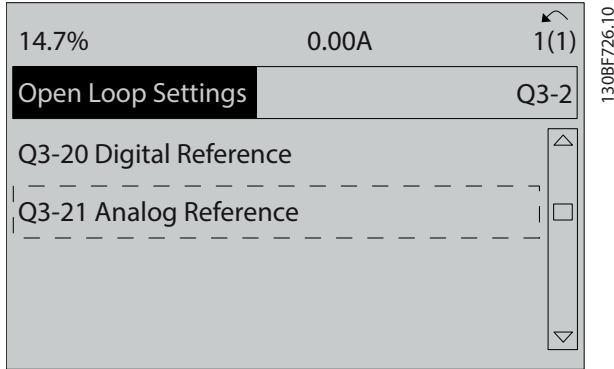 14.7% 0.00A 1(1)
Open Loop Settings Q3-2
Q3-20 Digital Reference
Q3-21 Analog Reference
130BF726.10